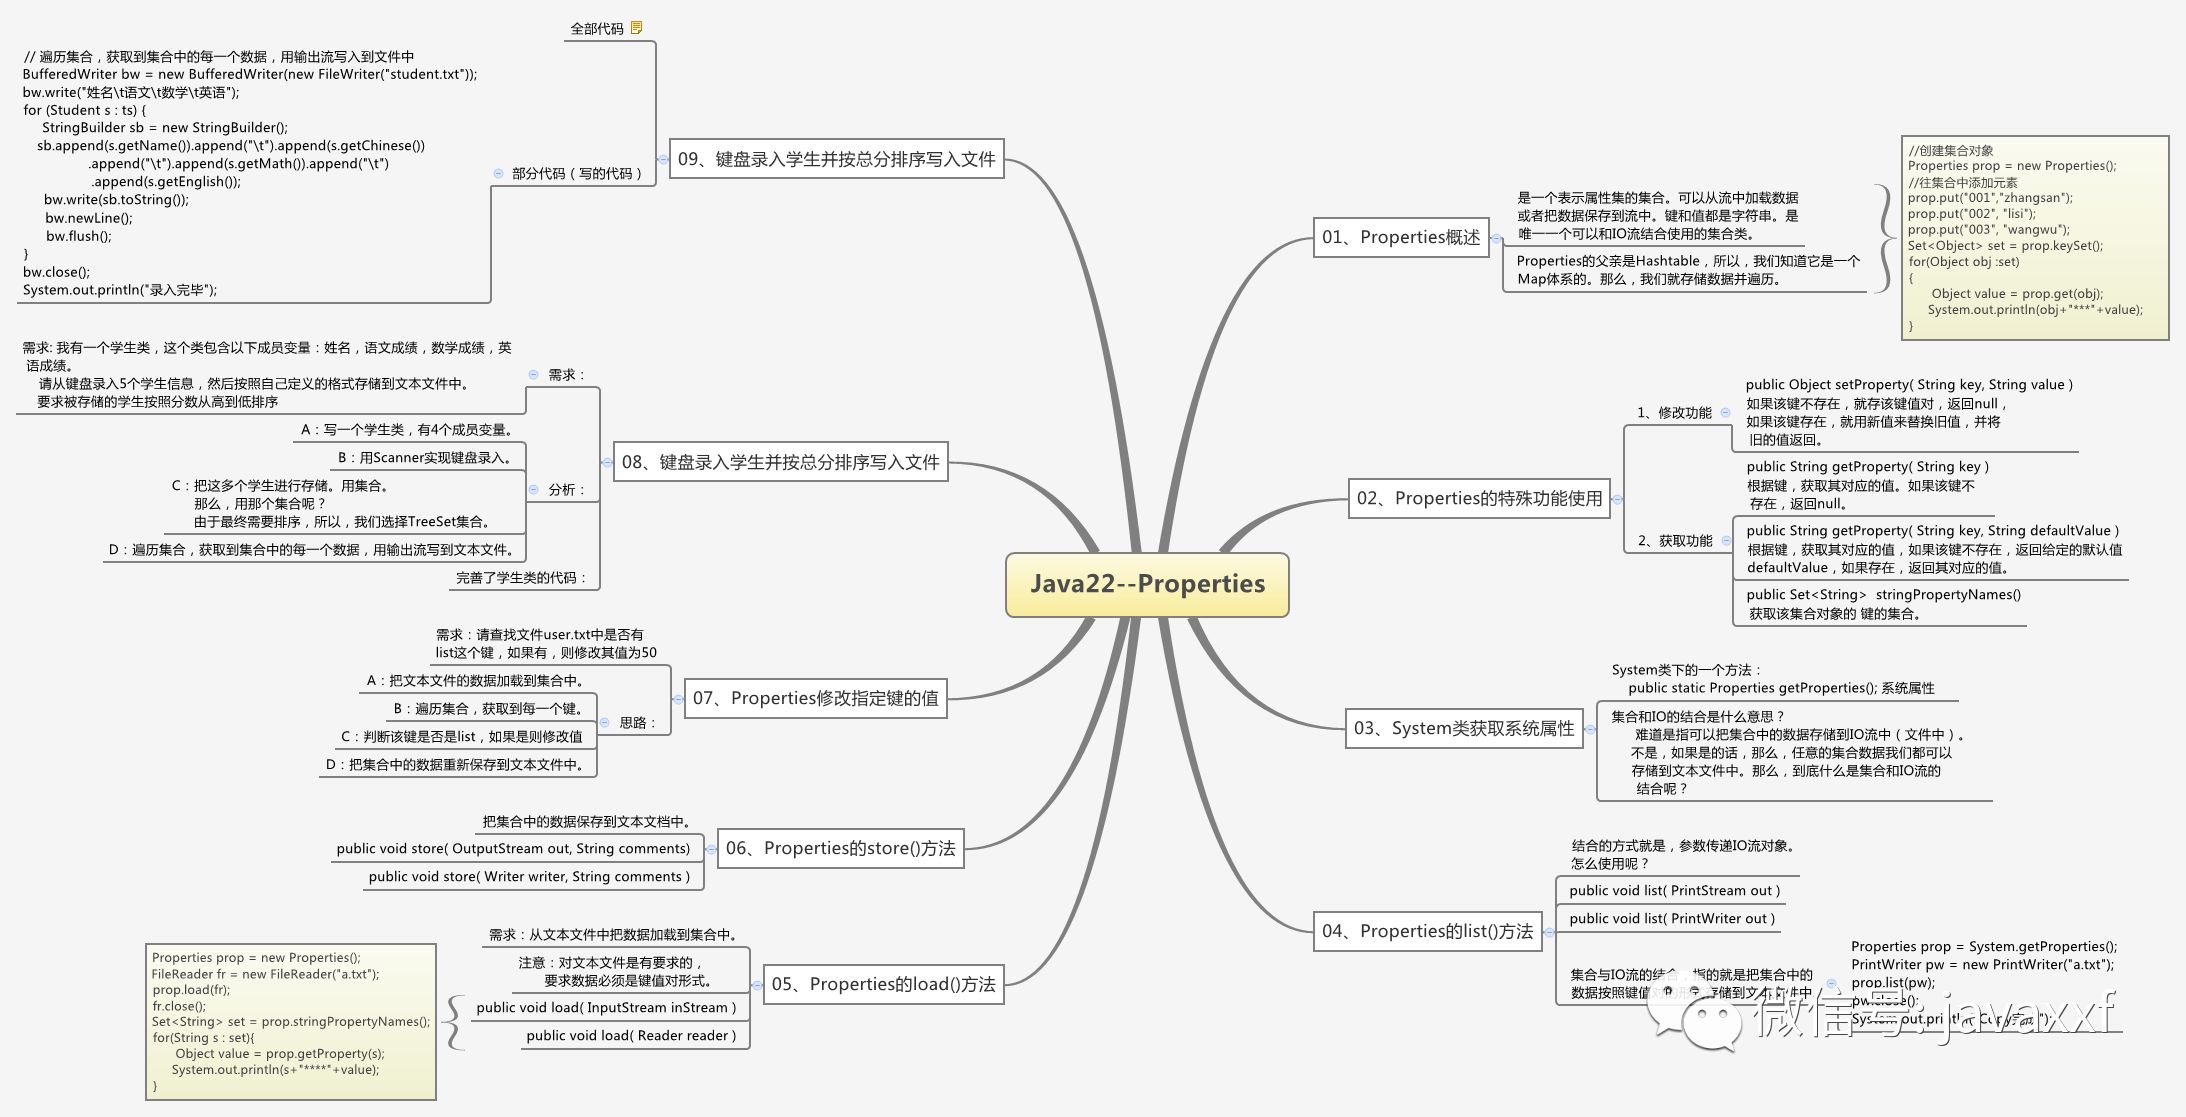 Java22--Properties
01、Properties概述
是一个表示属性集的集合。可以从流中加载数据
或者把数据保存到流中。键和值都是字符串。是
唯一一个可以和IO流结合使用的集合类。
Properties的父亲是Hashtable，所以，我们知道它是一个
Map体系的。那么，我们就存储数据并遍历。
//创建集合对象
Properties prop = new Properties();
//往集合中添加元素
prop.put("001","zhangsan");
prop.put("002", "lisi");
prop.put("003", "wangwu");
Set<Object> set = prop.keySet();
for(Object obj :set)
{
Object value = prop.get(obj);
System.out.println(obj+"***"+value);
}
02、Properties的特殊功能使用
1、修改功能
public Object setProperty( String key, String value )
如果该键不存在，就存该键值对，返回null，
如果该键存在，就用新值来替换旧值，并将
旧的值返回。
2、获取功能
public String getProperty( String key )
根据键，获取其对应的值。如果该键不
存在，返回null。
public String getProperty( String key, String defaultValue )
根据键，获取其对应的值，如果该键不存在，返回给定的默认值
defaultValue，如果存在，返回其对应的值。
public Set<String>  stringPropertyNames()
获取该集合对象的 键的集合。
03、System类获取系统属性
System类下的一个方法：
public static Properties getProperties(); 系统属性
集合和IO的结合是什么意思？
难道是指可以把集合中的数据存储到IO流中（文件中）。
不是，如果是的话，那么，任意的集合数据我们都可以
存储到文本文件中。那么，到底什么是集合和IO流的
结合呢？
04、Properties的list()方法
结合的方式就是，参数传递IO流对象。
怎么使用呢？
public void list( PrintStream out )
public void list( PrintWriter out )
集合与IO流的结合，指的就是把集合中的
数据按照键值对的形式存储到文本文件中
Properties prop = System.getProperties();
PrintWriter pw = new PrintWriter("a.txt");
prop.list(pw);
pw.close();
System.out.println("Copy完成");
05、Properties的load()方法
需求：从文本文件中把数据加载到集合中。
注意：对文本文件是有要求的，
要求数据必须是键值对形式。
public void load( InputStream inStream )
public void load( Reader reader )
Properties prop = new Properties();
FileReader fr = new FileReader("a.txt");
prop.load(fr);
fr.close();
Set<String> set = prop.stringPropertyNames();
for(String s : set){
Object value = prop.getProperty(s);
System.out.println(s+"****"+value);
}
06、Properties的store()方法
把集合中的数据保存到文本文档中。
public void store( OutputStream out, String comments)
public void store( Writer writer, String comments )
07、Properties修改指定键的值
需求：请查找文件user.txt中是否有
list这个键，如果有，则修改其值为50
思路：
A：把文本文件的数据加载到集合中。
B：遍历集合，获取到每一个键。
C：判断该键是否是list，如果是则修改值
D：把集合中的数据重新保存到文本文件中。
08、键盘录入学生并按总分排序写入文件
需求：
需求: 我有一个学生类，这个类包含以下成员变量：姓名，语文成绩，数学成绩，英
语成绩。
请从键盘录入5个学生信息，然后按照自己定义的格式存储到文本文件中。
要求被存储的学生按照分数从高到低排序
分析：
A：写一个学生类，有4个成员变量。
B：用Scanner实现键盘录入。
C：把这多个学生进行存储。用集合。
那么，用那个集合呢？
由于最终需要排序，所以，我们选择TreeSet集合。
D：遍历集合，获取到集合中的每一个数据，用输出流写到文本文件。
完善了学生类的代码：
09、键盘录入学生并按总分排序写入文件
全部代码
部分代码（写的代码）
// 遍历集合，获取到集合中的每一个数据，用输出流写入到文件中
BufferedWriter bw = new BufferedWriter(new FileWriter("student.txt"));
bw.write("姓名\t语文\t数学\t英语");
for (Student s : ts) {
StringBuilder sb = new StringBuilder();
sb.append(s.getName()).append("\t").append(s.getChinese())
.append("\t").append(s.getMath()).append("\t")
.append(s.getEnglish());
bw.write(sb.toString());
bw.newLine();
bw.flush();
}
bw.close();
System.out.println("录入完毕");
微信号: javaxxf